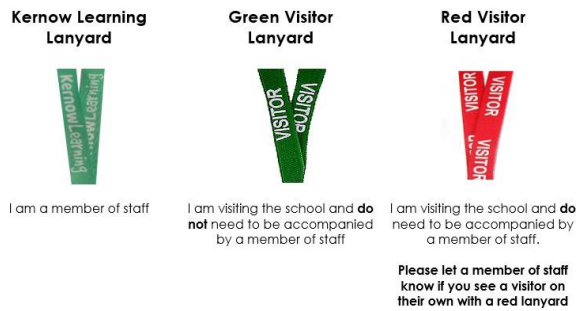 Kernow Learning
Lanyard
Green Visitor
Lanyard
Red Visitor
Lanyard
Kernow Learning
Learning
VISITOR
VISITOR
VISITOR
VISITOR
VISITOR
VISITOR
I am a member of staff
I am visiting the school and do
not need to be accompanied
by a member of staff
I am visiting the school and do
need to be accompanied by
a member of staff.
Please let a member of staff
know if you see a visitor on
their own with a red lanyard